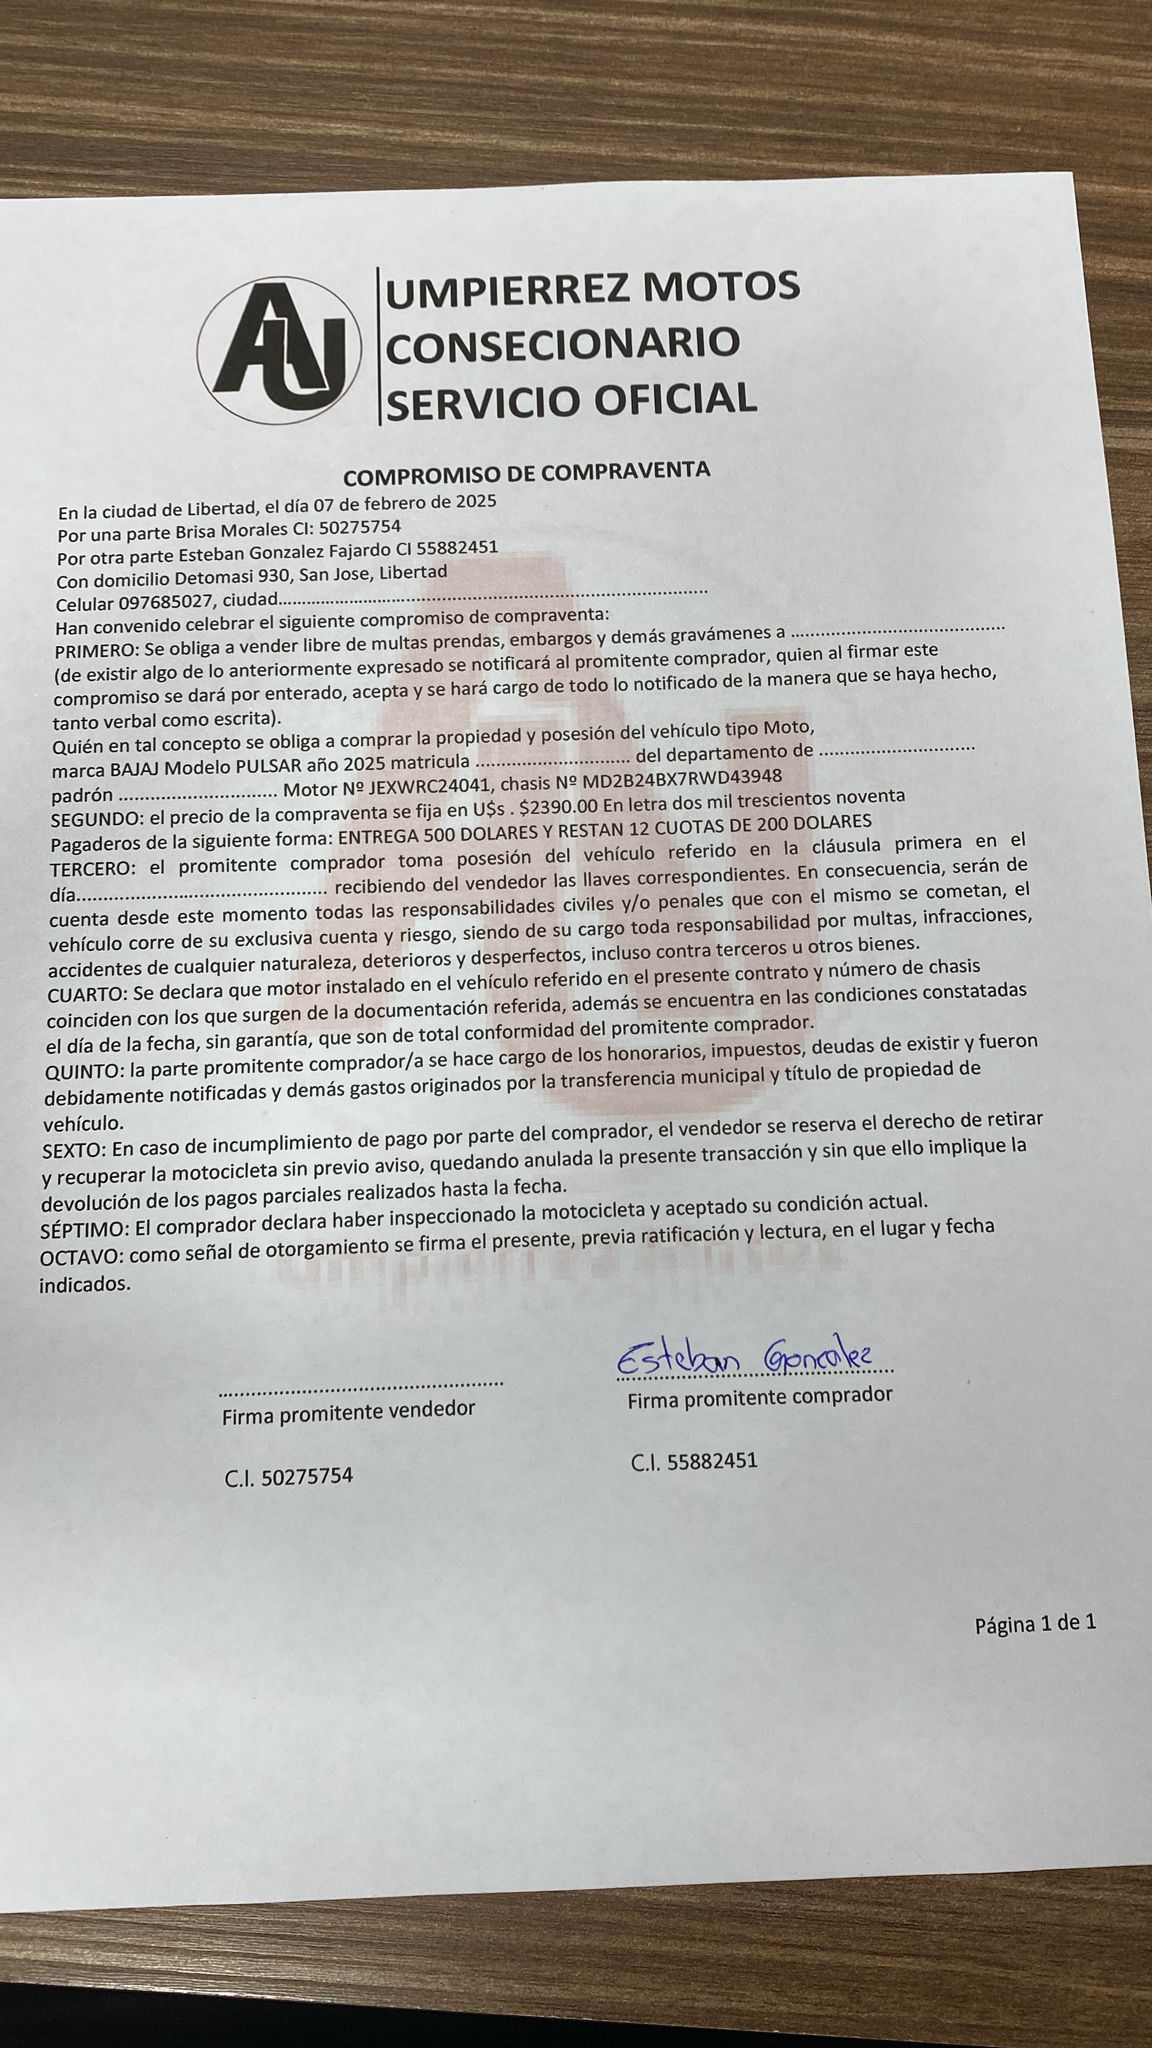 AU
UMPIERREZ MOTOS
CONSECIONARIO
SERVICIO OFICIAL
COMPROMISO DE COMPRAVENTA
En la ciudad de Libertad, el día 07 de febrero de 2025
Por una parte Brisa Morales CI: 50275754
Por otra parte Esteban Gonzalez Fajardo CI 55882451
Con domicilio Detomasi 930, San Jose, Libertad
Celular 097685027, ciudad..........................................................................................
Han convenido celebrar el siguiente compromiso de compraventa:
PRIMERO: Se obliga a vender libre de multas prendas, embargos y demás gravámenes a ..........................................
(de existir algo de lo anteriormente expresado se notificará al promitente comprador, quien al firmar este
compromiso se dará por enterado, acepta y se hará cargo de todo lo notificado de la manera que se haya hecho,
tanto verbal como escrita).
Quién en tal concepto se obliga a comprar la propiedad y posesión del vehículo tipo Moto,
marca BAJAJ Modelo PULSAR año 2025 matricula .............................. del departamento de ..............................
padrón .............................. Motor Nº JEXWRC24041, chasis Nº MD2B24BX7RWD43948
SEGUNDO: el precio de la compraventa se fija en U$s . $2390.00 En letra dos mil trescientos noventa
Pagaderos de la siguiente forma: ENTREGA 500 DOLARES Y RESTAN 12 CUOTAS DE 200 DOLARES
TERCERO: el promitente comprador toma posesión del vehículo referido en la cláusula primera en el
día................................... recibiendo del vendedor las llaves correspondientes. En consecuencia, serán de
cuenta desde este momento todas las responsabilidades civiles y/o penales que con el mismo se cometan, el
vehículo corre de su exclusiva cuenta y riesgo, siendo de su cargo toda responsabilidad por multas, infracciones,
accidentes de cualquier naturaleza, deterioros y desperfectos, incluso contra terceros u otros bienes.
CUARTO: Se declara que motor instalado en el vehículo referido en el presente contrato y número de chasis
coinciden con los que surgen de la documentación referida, además se encuentra en las condiciones constatadas
el día de la fecha, sin garantía, que son de total conformidad del promitente comprador.
QUINTO: la parte promitente comprador/a se hace cargo de los honorarios, impuestos, deudas de existir y fueron
debidamente notificadas y demás gastos originados por la transferencia municipal y título de propiedad de
vehículo.
SEXTO: En caso de incumplimiento de pago por parte del comprador, el vendedor se reserva el derecho de retirar
y recuperar la motocicleta sin previo aviso, quedando anulada la presente transacción y sin que ello implique la
devolución de los pagos parciales realizados hasta la fecha.
SÉPTIMO: El comprador declara haber inspeccionado la motocicleta y aceptado su condición actual.
OCTAVO: como señal de otorgamiento se firma el presente, previa ratificación y lectura, en el lugar y fecha
indicados.
Esteban Gonzalez
Firma promitente vendedor
Firma promitente comprador
C.I. 50275754
C.I. 55882451
Página 1 de 1